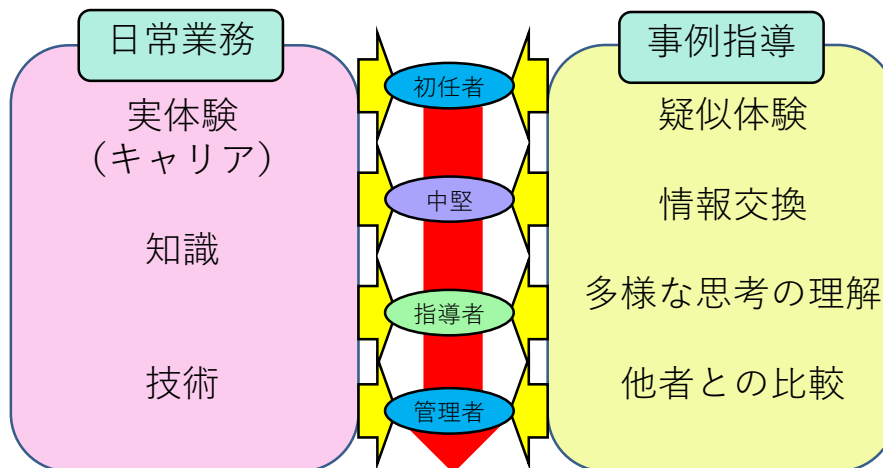 日常業務
実体験
（キャリア）
知識
技術
初任者
中堅
指導者
管理者
事例指導
疑似体験
情報交換
多様な思考の理解
他者との比較